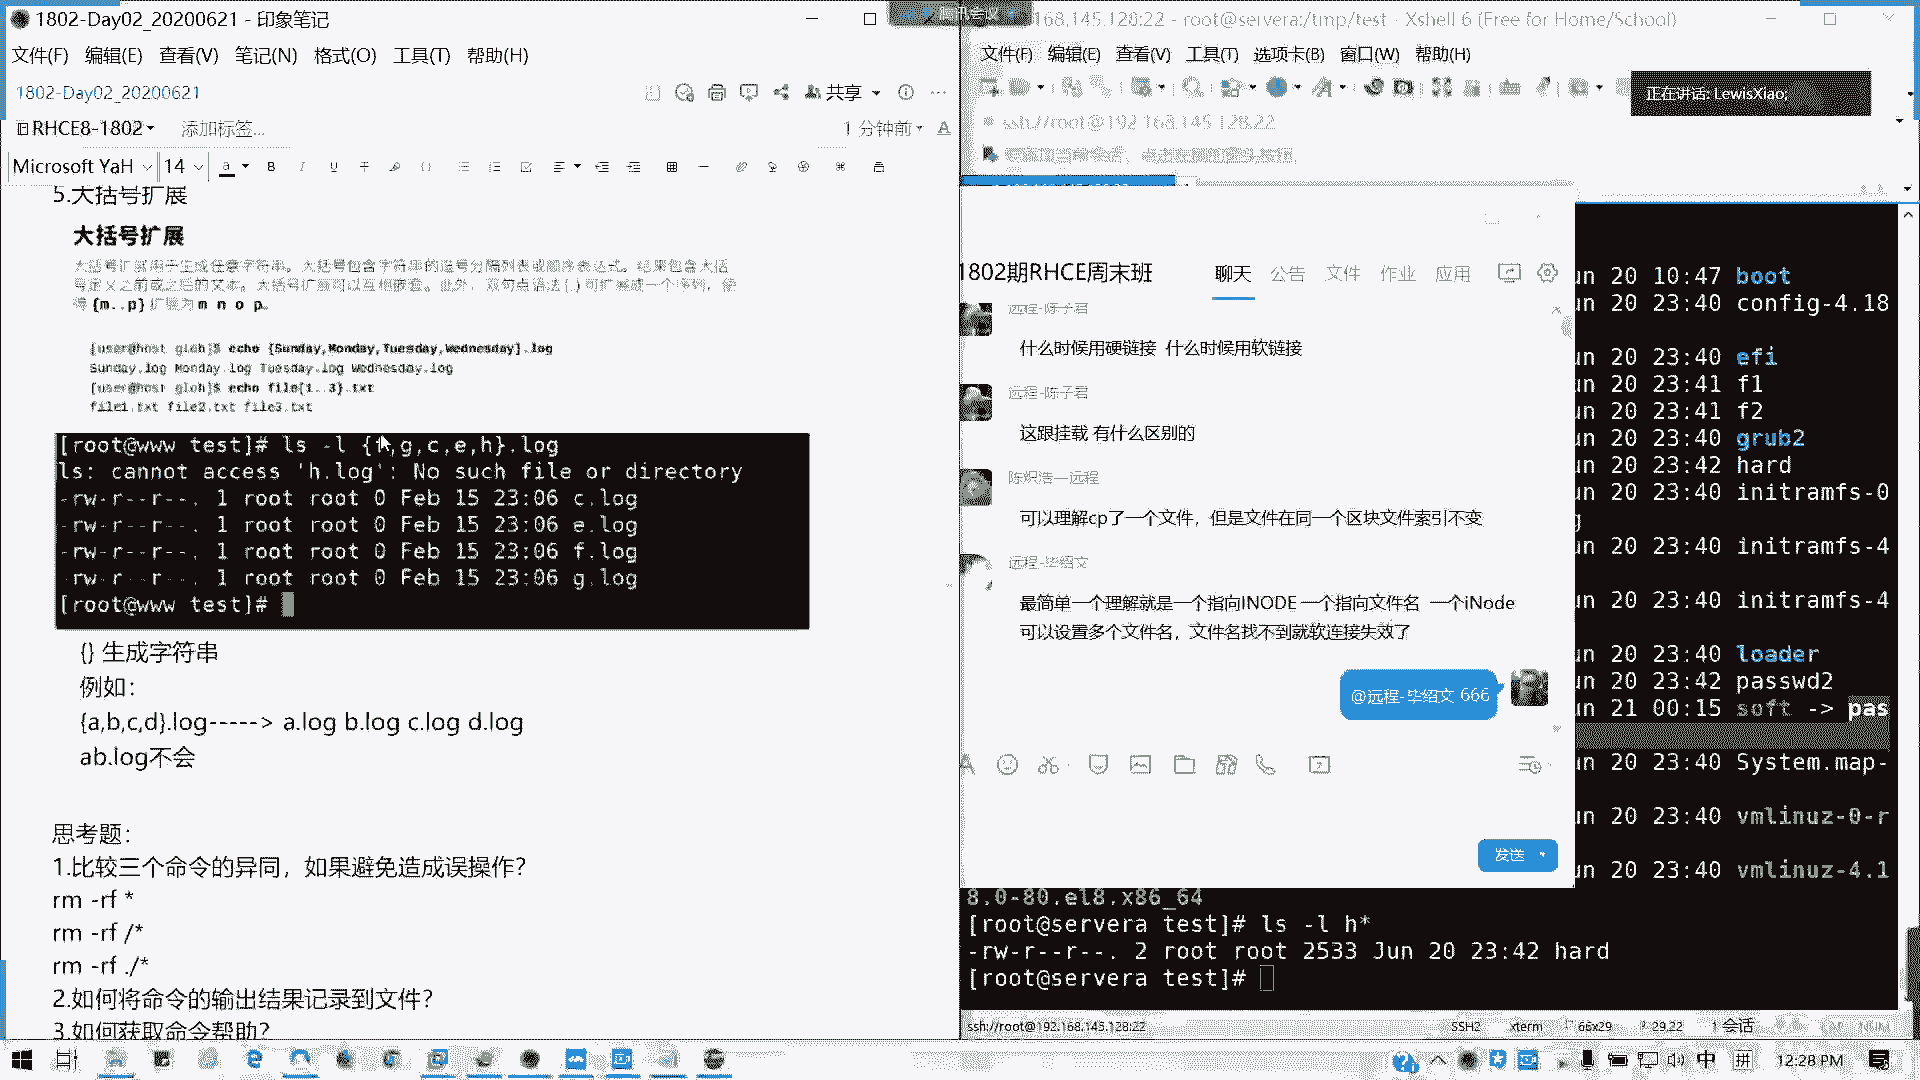 1802-Day02_20200621 - 印象笔记
文件(F) 编辑(E) 查看(V) 笔记(N) 格式(O) 工具(T) 帮助(H)
1802-Day02_20200621
共享
RHCE8-1802
添加标签...
1 分钟前
Microsoft YaH
14
5.大括号扩展
大括号扩展
大括号扩展用于生成任意字符串。大括号包含字符串的逗号分隔列表或顺序表达式。结果包含大括
号定义之前或之后的文本。大括号扩展可以互相嵌套。此外，双句点语法(..)可扩展成一个序列，使
得 {m..p} 扩展为 m n o p。
[user@host glob]$ echo {Sunday,Monday,Tuesday,Wednesday}.log
Sunday.log Monday.log Tuesday.log Wednesday.log
[user@host glob]$ echo file{1..3}.txt
file1.txt file2.txt file3.txt
[root@www test]# ls -l {f,g,c,e,h}.log
ls: cannot access 'h.log': No such file or directory
-rw-r--r--. 1 root root 0 Feb 15 23:06 c.log
-rw-r--r--. 1 root root 0 Feb 15 23:06 e.log
-rw-r--r--. 1 root root 0 Feb 15 23:06 f.log
-rw-r--r--. 1 root root 0 Feb 15 23:06 g.log
[root@www test]#
{} 生成字符串
例如：
{a,b,c,d}.log-----> a.log b.log c.log d.log
ab.log不会
思考题：
1.比较三个命令的异同，如果避免造成误操作？
rm -rf *
rm -rf /*
rm -rf ./*
2.如何将命令的输出结果记录到文件？
3.如何获取命令帮助？
腾讯会议
168.145.128:22 - root@servera:/tmp/test - Xshell 6 (Free for Home/School)
文件(F) 编辑(E) 查看(V) 工具(T) 选项卡(B) 窗口(W) 帮助(H)
正在讲话: LewisXiao;
ssh://root@192.168.145.128:22
1802期RHCE周末班
聊天 公告 文件 作业 应用
远程-陈子君
什么时候用硬链接 什么时候用软链接
远程-陈子君
这跟挂载 有什么区别的
陈炽浩—远程
可以理解cp了一个文件，但是文件在同一个区块文件索引不变
远程-毕绍文
最简单一个理解就是一个指向INODE 一个指向文件名 一个iNode
可以设置多个文件名，文件名找不到就软连接失效了
@远程-毕绍文 666
发送
un 20 10:47 boot
un 20 23:40 config-4.18
un 20 23:40 efi
un 20 23:41 f1
un 20 23:41 f2
un 20 23:40 grub2
un 20 23:42 hard
un 20 23:40 initramfs-0
g
un 20 23:40 initramfs-4
un 20 23:40 initramfs-4
un 20 23:40 loader
un 20 23:42 passwd2
un 21 00:15 soft -> pas
un 20 23:40 System.map-
un 20 23:40 vmlinuz-0-r
un 20 23:40 vmlinuz-4.1
8.0-80.el8.x86_64
[root@servera test]# ls -l h*
-rw-r--r--. 2 root root 2533 Jun 20 23:42 hard
[root@servera test]#
ssh://root@192.168.145.128:22
SSH2
xterm
66x29
29,22
1 会话
中
拼
12:28 PM